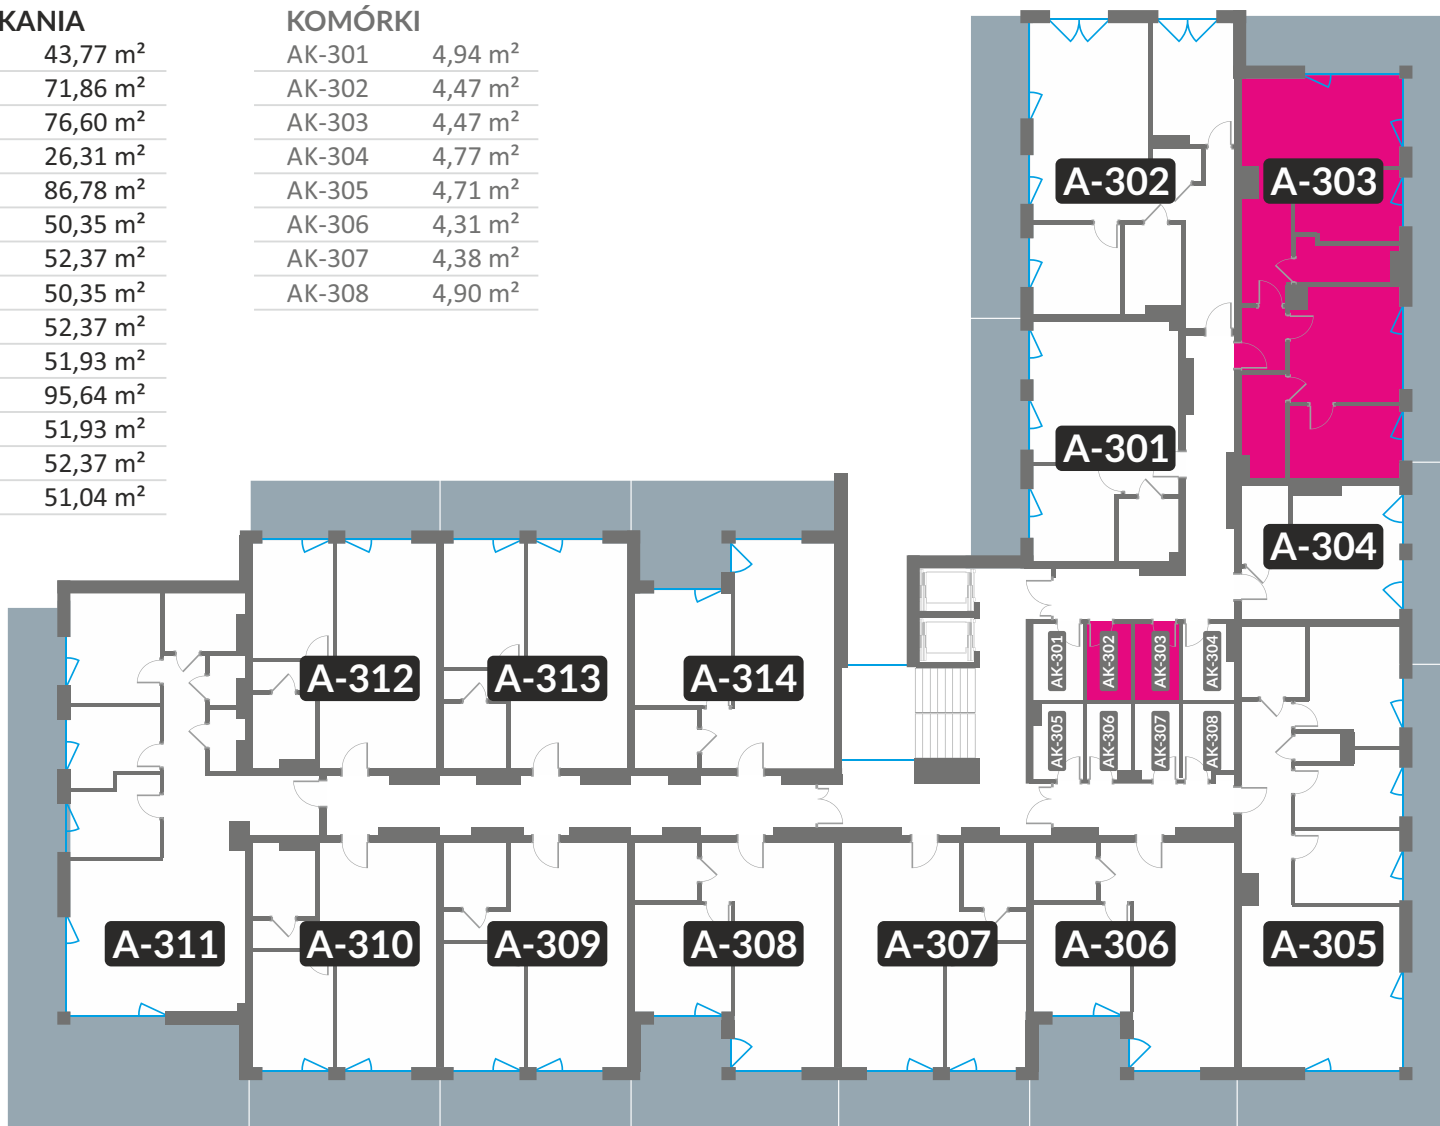 KANIA
43,77 m²
71,86 m²
76,60 m²
26,31 m²
86,78 m²
50,35 m²
52,37 m²
50,35 m²
52,37 m²
51,93 m²
95,64 m²
51,93 m²
52,37 m²
51,04 m²
KOMÓRKI
AK-301 4,94 m²
AK-302 4,47 m²
AK-303 4,47 m²
AK-304 4,77 m²
AK-305 4,71 m²
AK-306 4,31 m²
AK-307 4,38 m²
AK-308 4,90 m²
A-302
A-303
A-301
A-304
AK-301
AK-302
AK-303
AK-304
A-312
A-313
A-314
AK-305
AK-306
AK-307
AK-308
A-311
A-310
A-309
A-308
A-307
A-306
A-305